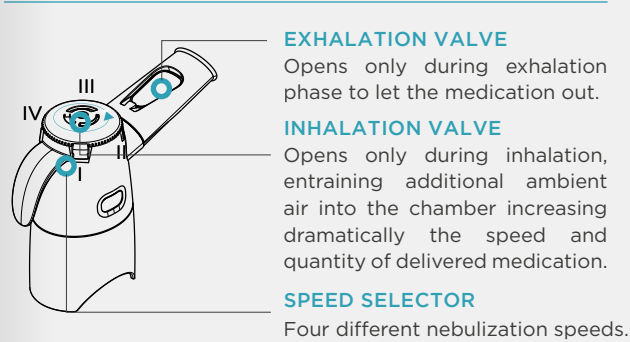 EXHALATION VALVE
Opens only during exhalation
phase to let the medication out.
INHALATION VALVE
Opens only during inhalation,
entraining additional ambient
air into the chamber increasing
dramatically the speed and
quantity of delivered medication.
SPEED SELECTOR
Four different nebulization speeds.
III
IV
II
I